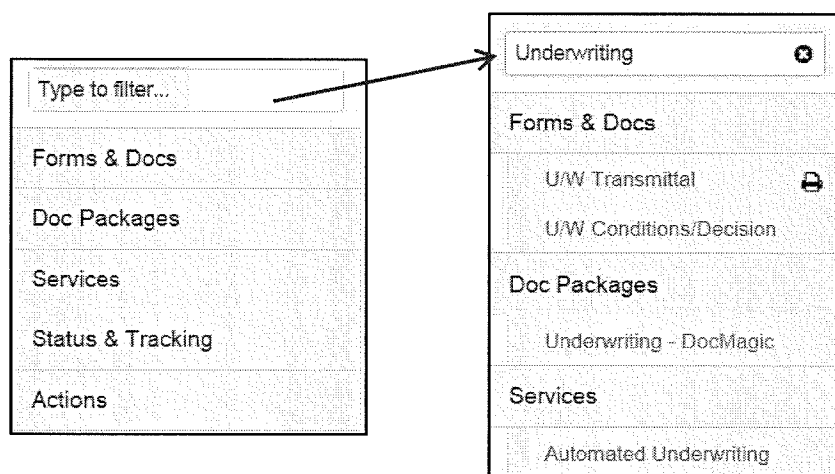 Type to filter...
Forms & Docs
Doc Packages
Services
Status & Tracking
Actions
Underwriting
Forms & Docs
U/W Transmittal
U/W Conditions/Decision
Doc Packages
Underwriting - DocMagic
Services
Automated Underwriting